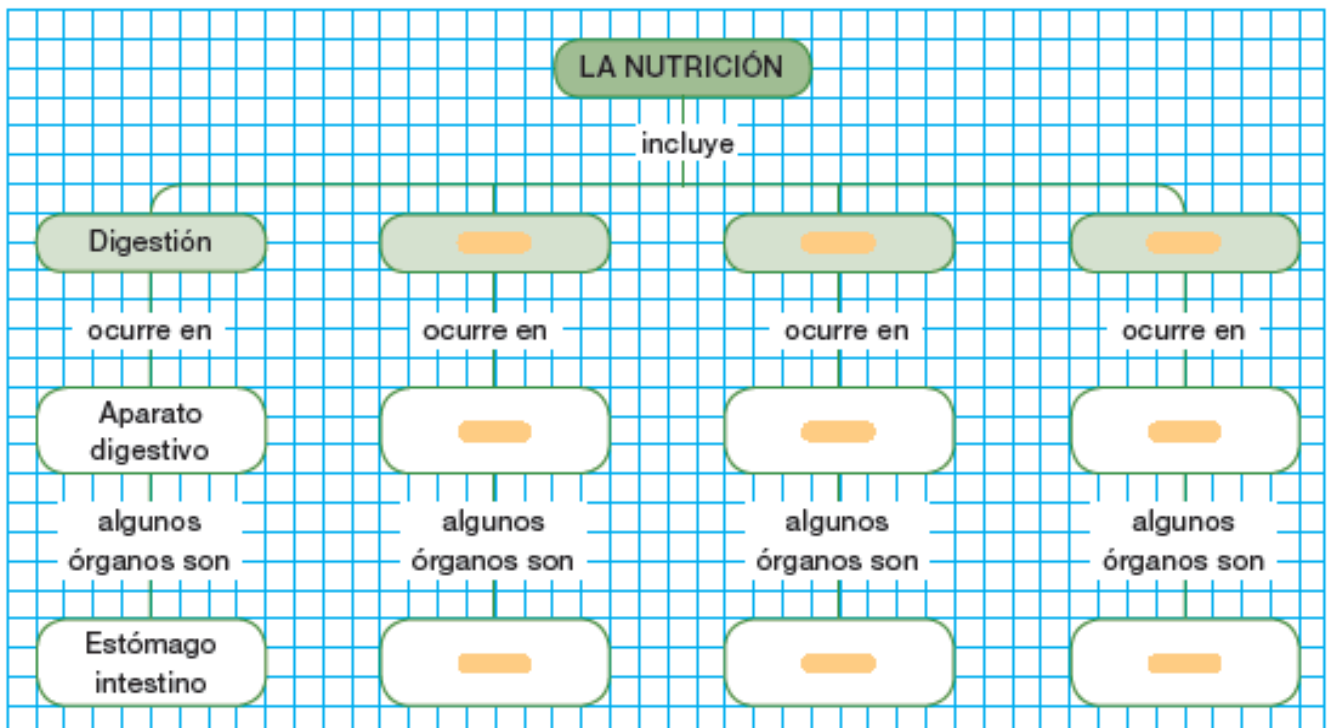 LA NUTRICIÓN
incluye
Digestión
ocurre en
ocurre en
ocurre en
ocurre en
Aparato
digestivo
algunos
órganos son
algunos
órganos son
algunos
órganos son
algunos
órganos son
Estómago
intestino